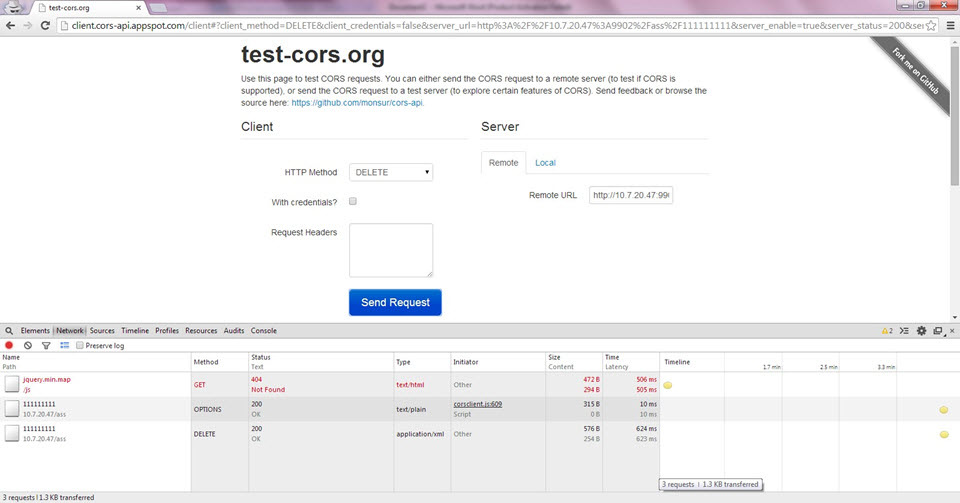 test-cors.org
client.cors-api.appspot.com/client#?client_method=DELETE&client_credentials=false&server_url=http%3A%2F%2F10.7.20.47%3A9902%2Fass%2F111111111&server_enable=true&server_status=200&ser
test-cors.org
Fork me on GitHub
Use this page to test CORS requests. You can either send the CORS request to a remote server (to test if CORS is
supported), or send the CORS request to a test server (to explore certain features of CORS). Send feedback or browse the
source here: https://github.com/monsur/cors-api.
Client
HTTP Method DELETE
With credentials?
Request Headers
Send Request
Server
Remote Local
Remote URL http://10.7.20.47:990
Elements Network Sources Timeline Profiles Resources Audits Console 2
Preserve log
Name Method Status Type Initiator Size Time Timeline 1.7 min 2.5 min 3.3 min
Path Text Content Latency
jquery.min.map GET 404 text/html Other 472 B 506 ms
/js Not Found 294 B 505 ms
111111111 OPTIONS 200 text/plain corsclient.js:609 315 B 10 ms
10.7.20.47/ass OK Script 0 B 10 ms
111111111 DELETE 200 application/xml Other 576 B 624 ms
10.7.20.47/ass OK 254 B 623 ms
3 requests | 1.3 KB transferred
3 requests | 1.3 KB transferred